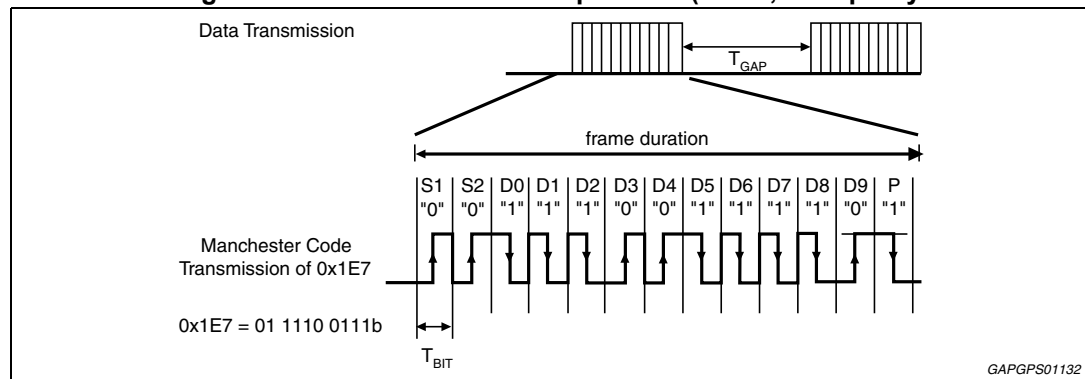 Data Transmission
T_GAP
frame duration
S1 S2 D0 D1 D2 D3 D4 D5 D6 D7 D8 D9 P
"0" "0" "1" "1" "1" "0" "0" "1" "1" "1" "1" "0" "1"
Manchester Code
Transmission of 0x1E7
0x1E7 = 01 1110 0111b
T_BIT
GAPGPS01132